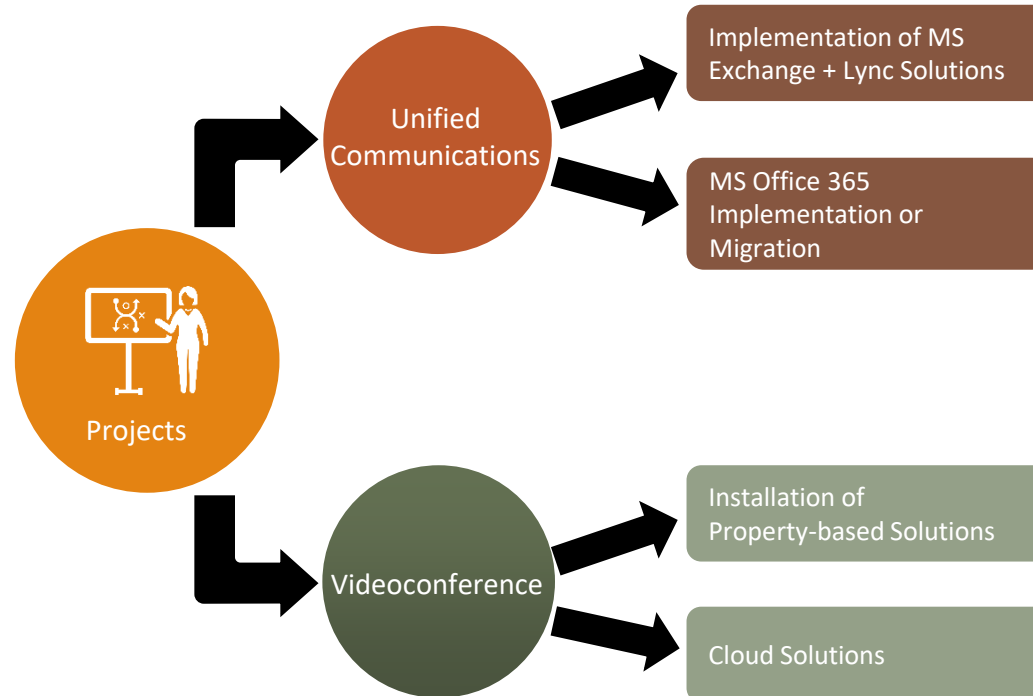 Projects
Unified
Communications
Implementation of MS
Exchange + Lync Solutions
MS Office 365
Implementation or
Migration
Videoconference
Installation of
Property-based Solutions
Cloud Solutions